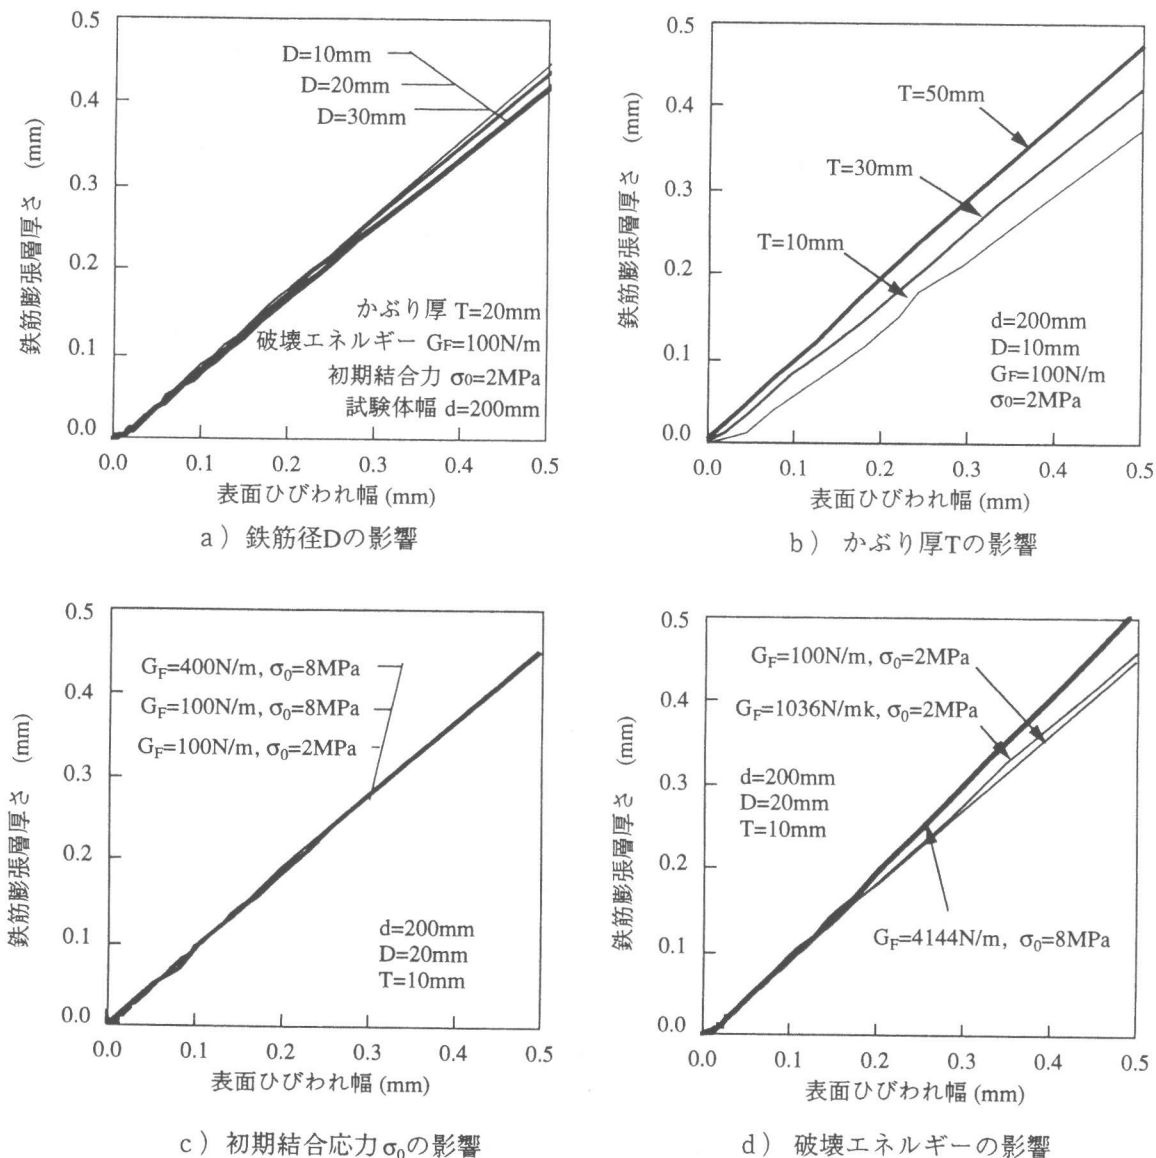 0.5
0.4
0.3
0.2
0.1
0.0
鉄筋膨張層厚さ (mm)
D=10mm
D=20mm
D=30mm
かぶり厚 T=20mm
破壊エネルギー GF=100N/m
初期結合力 σ0=2MPa
試験体幅 d=200mm
0.0 0.1 0.2 0.3 0.4 0.5
表面ひびわれ幅 (mm)
a) 鉄筋径Dの影響
0.5
0.4
0.3
0.2
0.1
0.0
鉄筋膨張層厚さ (mm)
T=50mm
T=30mm
T=10mm
d=200mm
D=10mm
GF=100N/m
σ0=2MPa
0.0 0.1 0.2 0.3 0.4 0.5
表面ひびわれ幅 (mm)
b) かぶり厚Tの影響
0.5
0.4
0.3
0.2
0.1
0.0
鉄筋膨張層厚さ (mm)
GF=400N/m, σ0=8MPa
GF=100N/m, σ0=8MPa
GF=100N/m, σ0=2MPa
d=200mm
D=20mm
T=10mm
0.0 0.1 0.2 0.3 0.4 0.5
表面ひびわれ幅 (mm)
c) 初期結合応力σ0の影響
0.5
0.4
0.3
0.2
0.1
0.0
鉄筋膨張層厚さ (mm)
GF=100N/m, σ0=2MPa
GF=1036N/mk, σ0=2MPa
d=200mm
D=20mm
T=10mm
GF=4144N/m, σ0=8MPa
0.0 0.1 0.2 0.3 0.4 0.5
表面ひびわれ幅 (mm)
d) 破壊エネルギーの影響